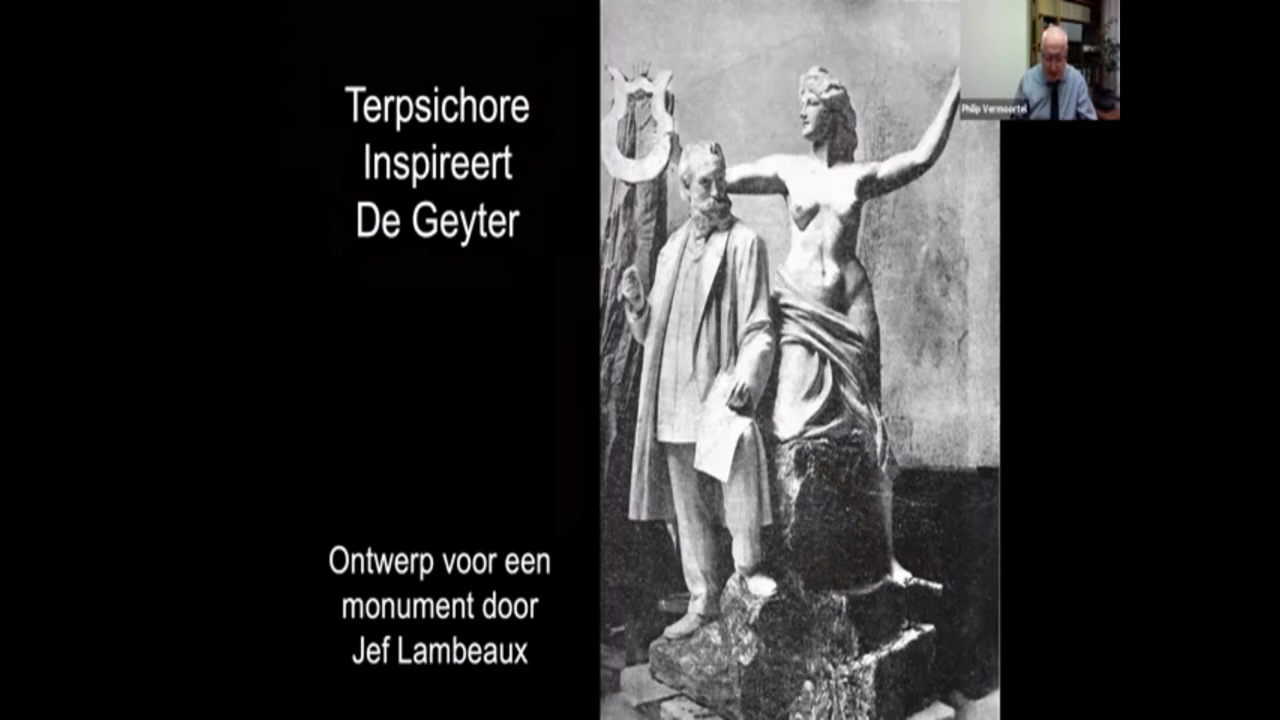 Terpsichore
Inspireert
De Geyter
Ontwerp voor een
monument door
Jef Lambeaux
Philip Vermoortel